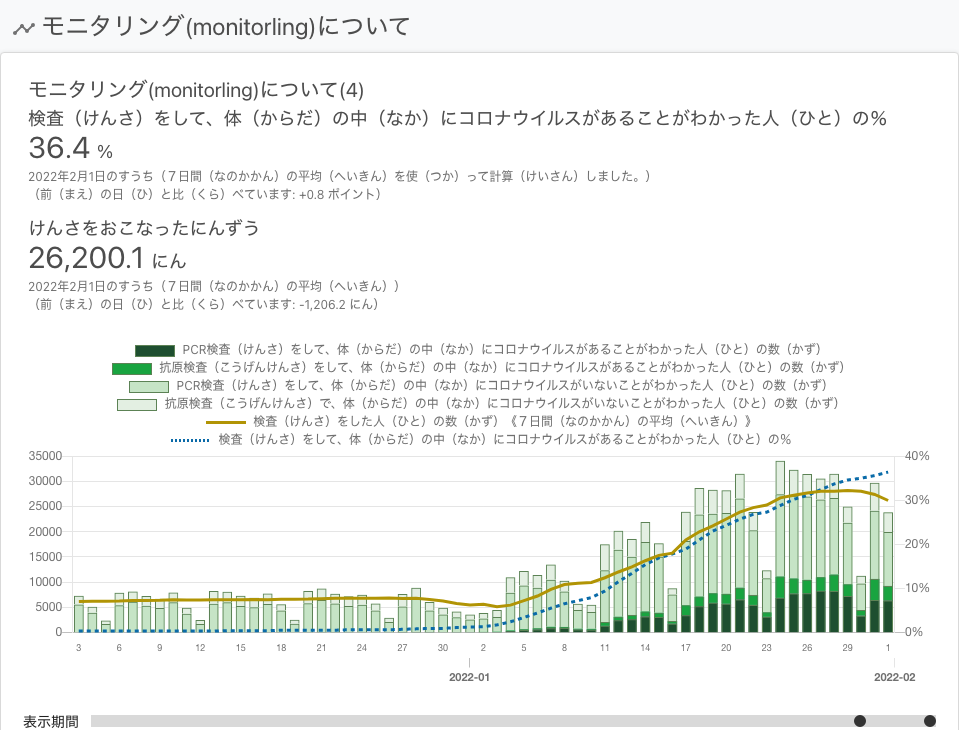 モニタリング(monitorling)について
モニタリング(monitorling)について(4)
検査（けんさ）をして、体（からだ）の中（なか）にコロナウイルスがあることがわかった人（ひと）の%
36.4 %
2022年2月1日のすうち（７日間（なのかかん）の平均（へいきん）を使（つか）って計算（けいさん）しました。）
（前（まえ）の日（ひ）と比（くら）べています: +0.8 ポイント）
けんさをおこなったにんずう
26,200.1 にん
2022年2月1日のすうち（７日間（なのかかん）の平均（へいきん））
（前（まえ）の日（ひ）と比（くら）べています: -1,206.2 にん）
PCR検査（けんさ）をして、体（からだ）の中（なか）にコロナウイルスがあることがわかった人（ひと）の数（かず）
抗原検査（こうげんけんさ）をして、体（からだ）の中（なか）にコロナウイルスがあることがわかった人（ひと）の数（かず）
PCR検査（けんさ）をして、体（からだ）の中（なか）にコロナウイルスがいないことがわかった人（ひと）の数（かず）
抗原検査（こうげんけんさ）で、体（からだ）の中（なか）にコロナウイルスがいないことがわかった人（ひと）の数（かず）
検査（けんさ）をした人（ひと）の数（かず）《７日間（なのかかん）の平均（へいきん）》
検査（けんさ）をして、体（からだ）の中（なか）にコロナウイルスがあることがわかった人（ひと）の%
35000 40%
30000
25000 30%
20000
20%
15000
10000 10%
5000
0 0%
3 6 9 12 15 18 21 24 27 30 2 5 8 11 14 17 20 23 26 29 1
2022-01 2022-02
表示期間